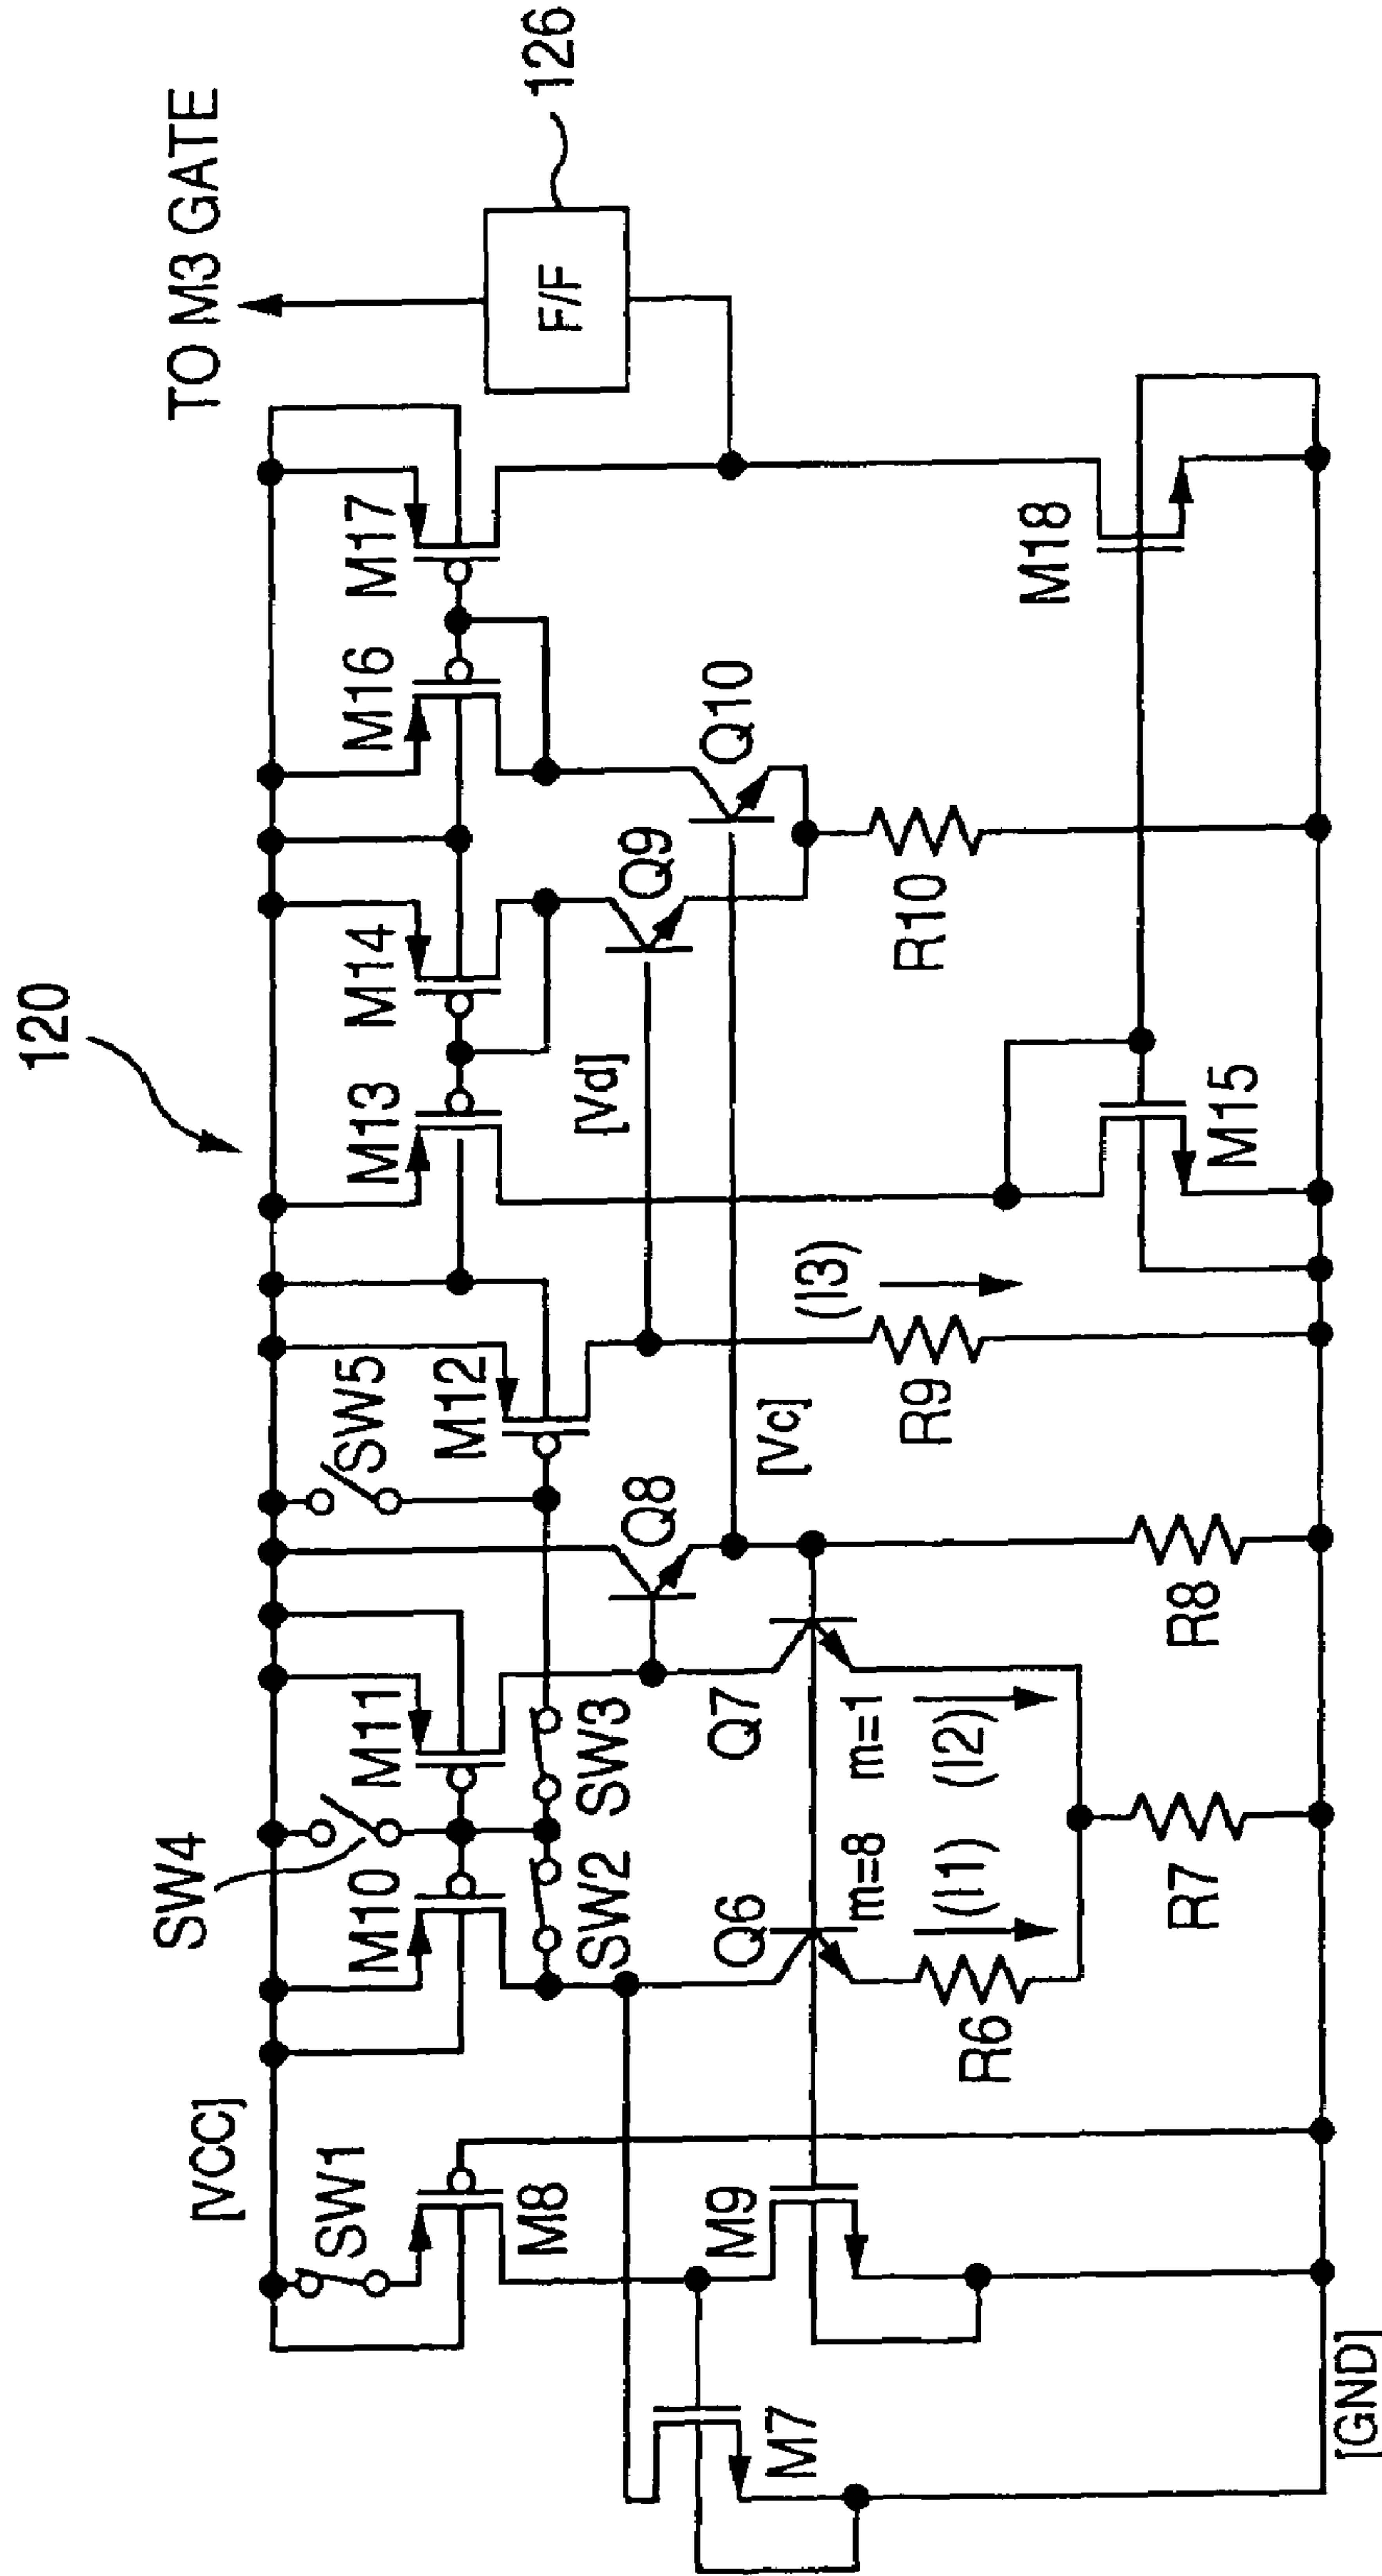 120
[VCC]
SW1
M8
M9
M7
[GND]
SW4
M10
M11
SW2
SW3
Q6
m=8
(I1)
Q7
m=1
(I2)
R6
R7
Q8
R8
SW5
M12
[Vc]
R9
(I3)
[Vd]
M13
M14
M15
Q9
Q10
R10
M16
M17
M18
F/F
126
TO M3 GATE